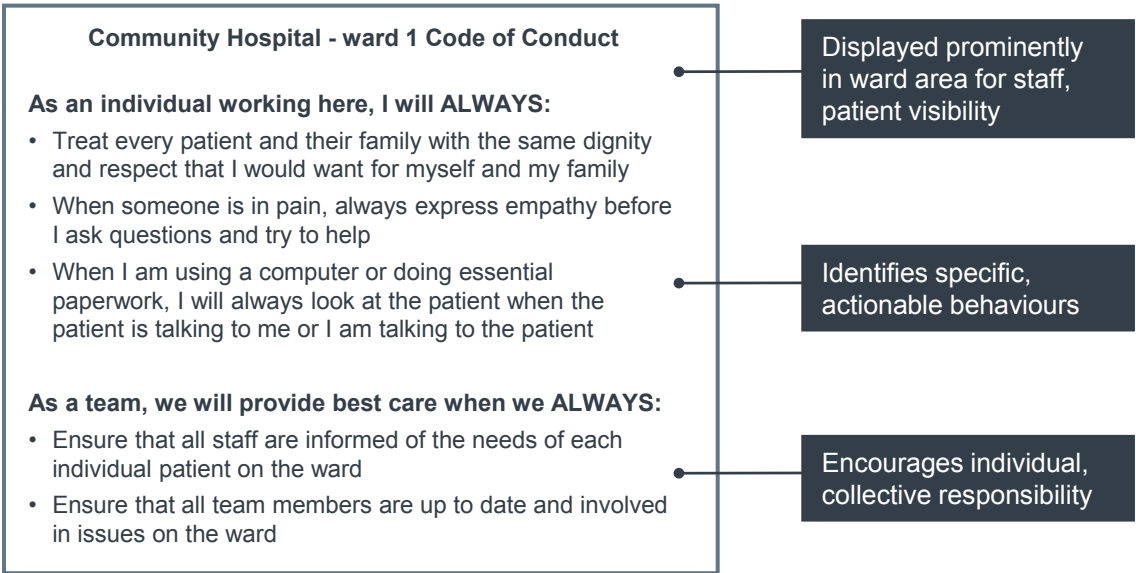 Community Hospital - ward 1 Code of Conduct
As an individual working here, I will ALWAYS:
• Treat every patient and their family with the same dignity
and respect that I would want for myself and my family
• When someone is in pain, always express empathy before
I ask questions and try to help
• When I am using a computer or doing essential
paperwork, I will always look at the patient when the
patient is talking to me or I am talking to the patient
As a team, we will provide best care when we ALWAYS:
• Ensure that all staff are informed of the needs of each
individual patient on the ward
• Ensure that all team members are up to date and involved
in issues on the ward
Displayed prominently
in ward area for staff,
patient visibility
Identifies specific,
actionable behaviours
Encourages individual,
collective responsibility